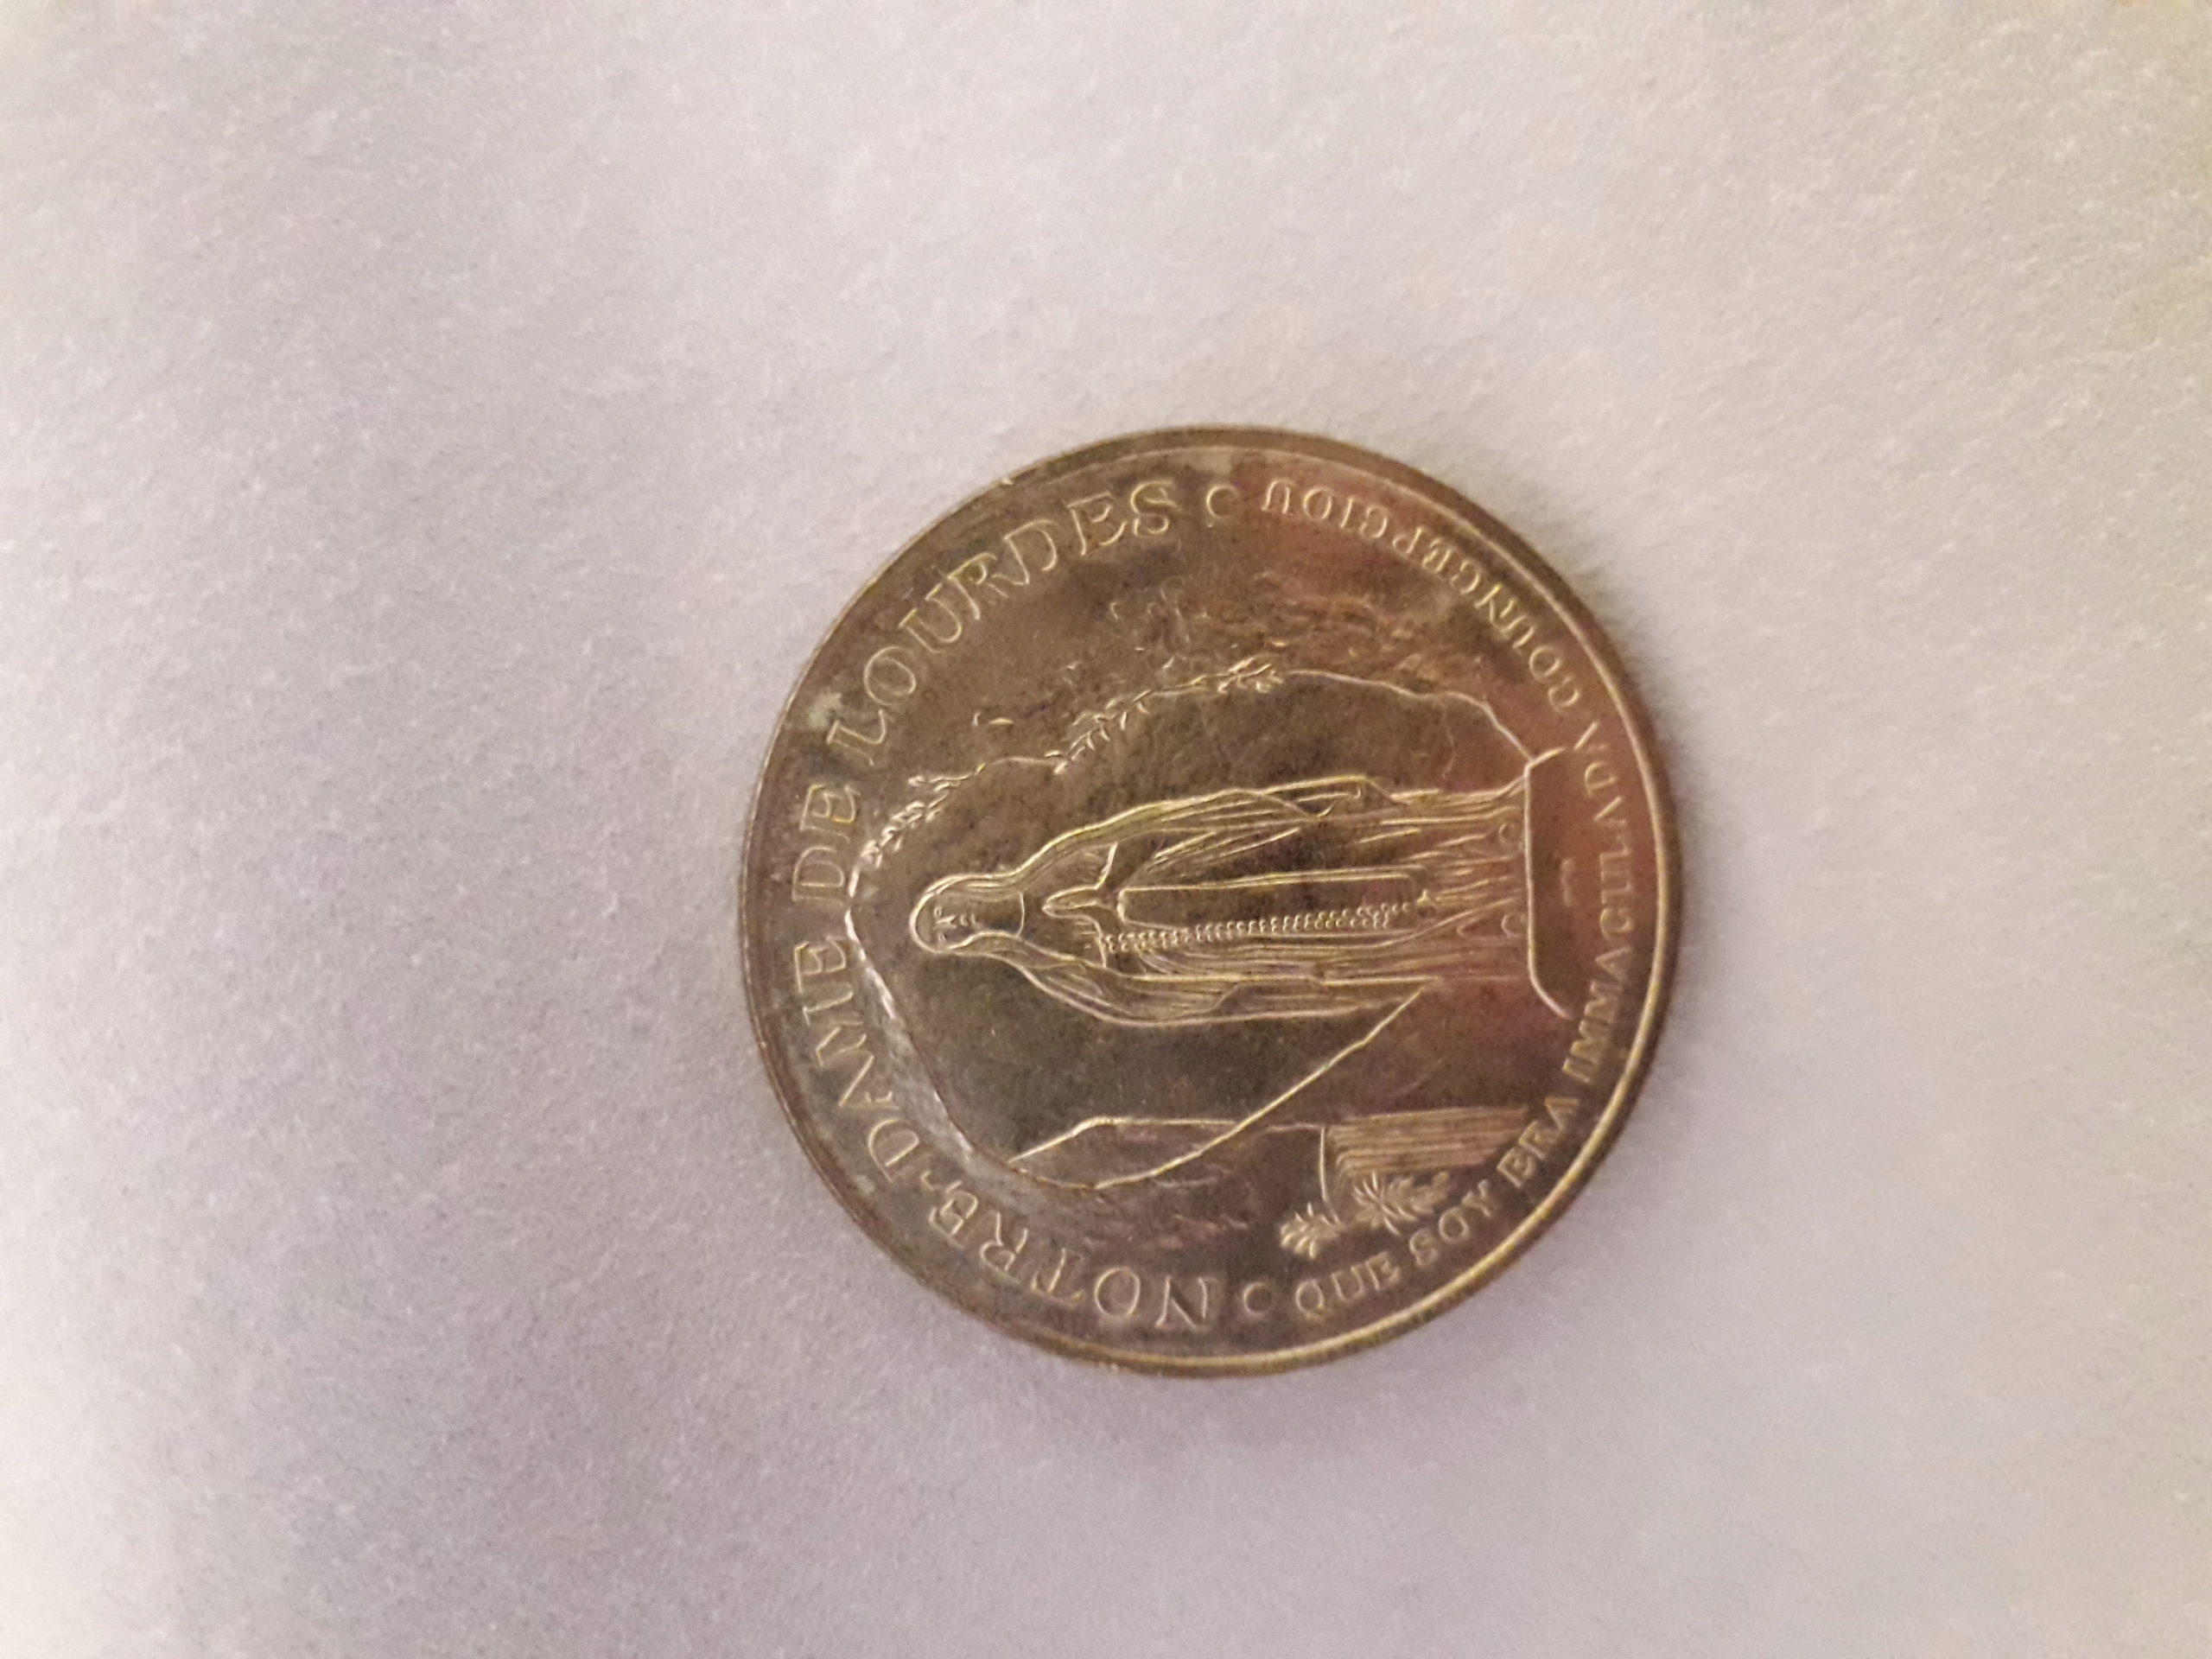 NOTRE-DAME DE LOURDES
QUE SOY ERA IMMACULADA COUNCEPCIOU